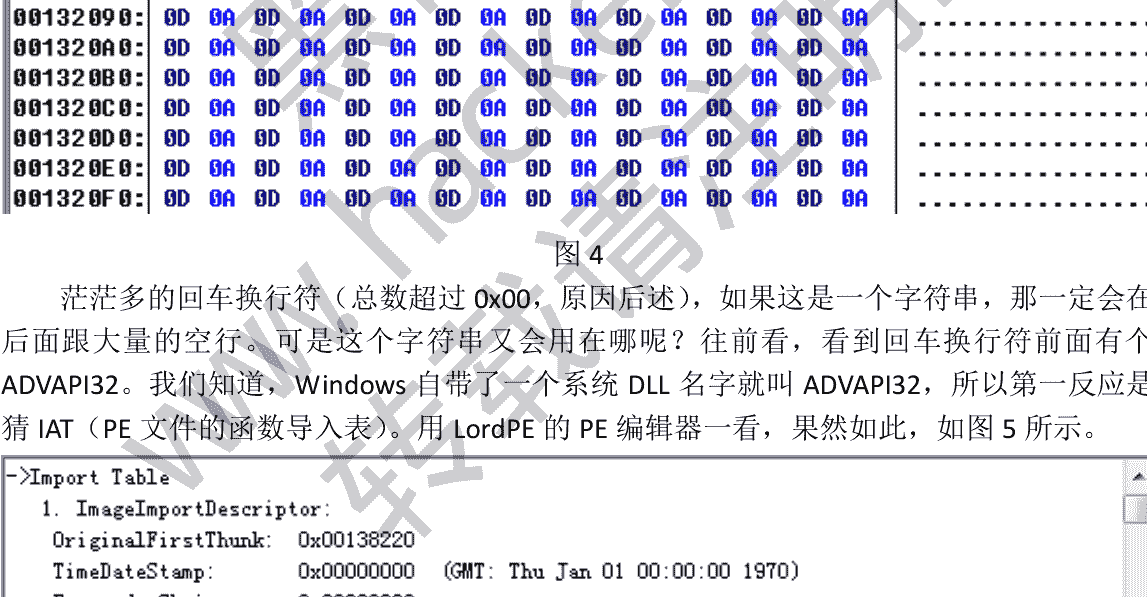 00132090: 0D 0A 0D 0A 0D 0A 0D 0A 0D 0A 0D 0A 0D 0A 0D 0A ................
001320A0: 0D 0A 0D 0A 0D 0A 0D 0A 0D 0A 0D 0A 0D 0A 0D 0A ................
001320B0: 0D 0A 0D 0A 0D 0A 0D 0A 0D 0A 0D 0A 0D 0A 0D 0A ................
001320C0: 0D 0A 0D 0A 0D 0A 0D 0A 0D 0A 0D 0A 0D 0A 0D 0A ................
001320D0: 0D 0A 0D 0A 0D 0A 0D 0A 0D 0A 0D 0A 0D 0A 0D 0A ................
001320E0: 0D 0A 0D 0A 0D 0A 0D 0A 0D 0A 0D 0A 0D 0A 0D 0A ................
001320F0: 0D 0A 0D 0A 0D 0A 0D 0A 0D 0A 0D 0A 0D 0A 0D 0A ................
图 4
茫茫多的回车换行符（总数超过 0x00，原因后述），如果这是一个字符串，那一定会在
后面跟大量的空行。可是这个字符串又会用在哪呢？往前看，看到回车换行符前面有个
ADVAPI32。我们知道，Windows 自带了一个系统 DLL 名字就叫 ADVAPI32，所以第一反应是
猜 IAT（PE 文件的函数导入表）。用 LordPE 的 PE 编辑器一看，果然如此，如图 5 所示。
->Import Table
1. ImageImportDescriptor:
OriginalFirstThunk: 0x00138220
TimeDateStamp: 0x00000000 (GMT: Thu Jan 01 00:00:00 1970)
www.hacker
转载请注明